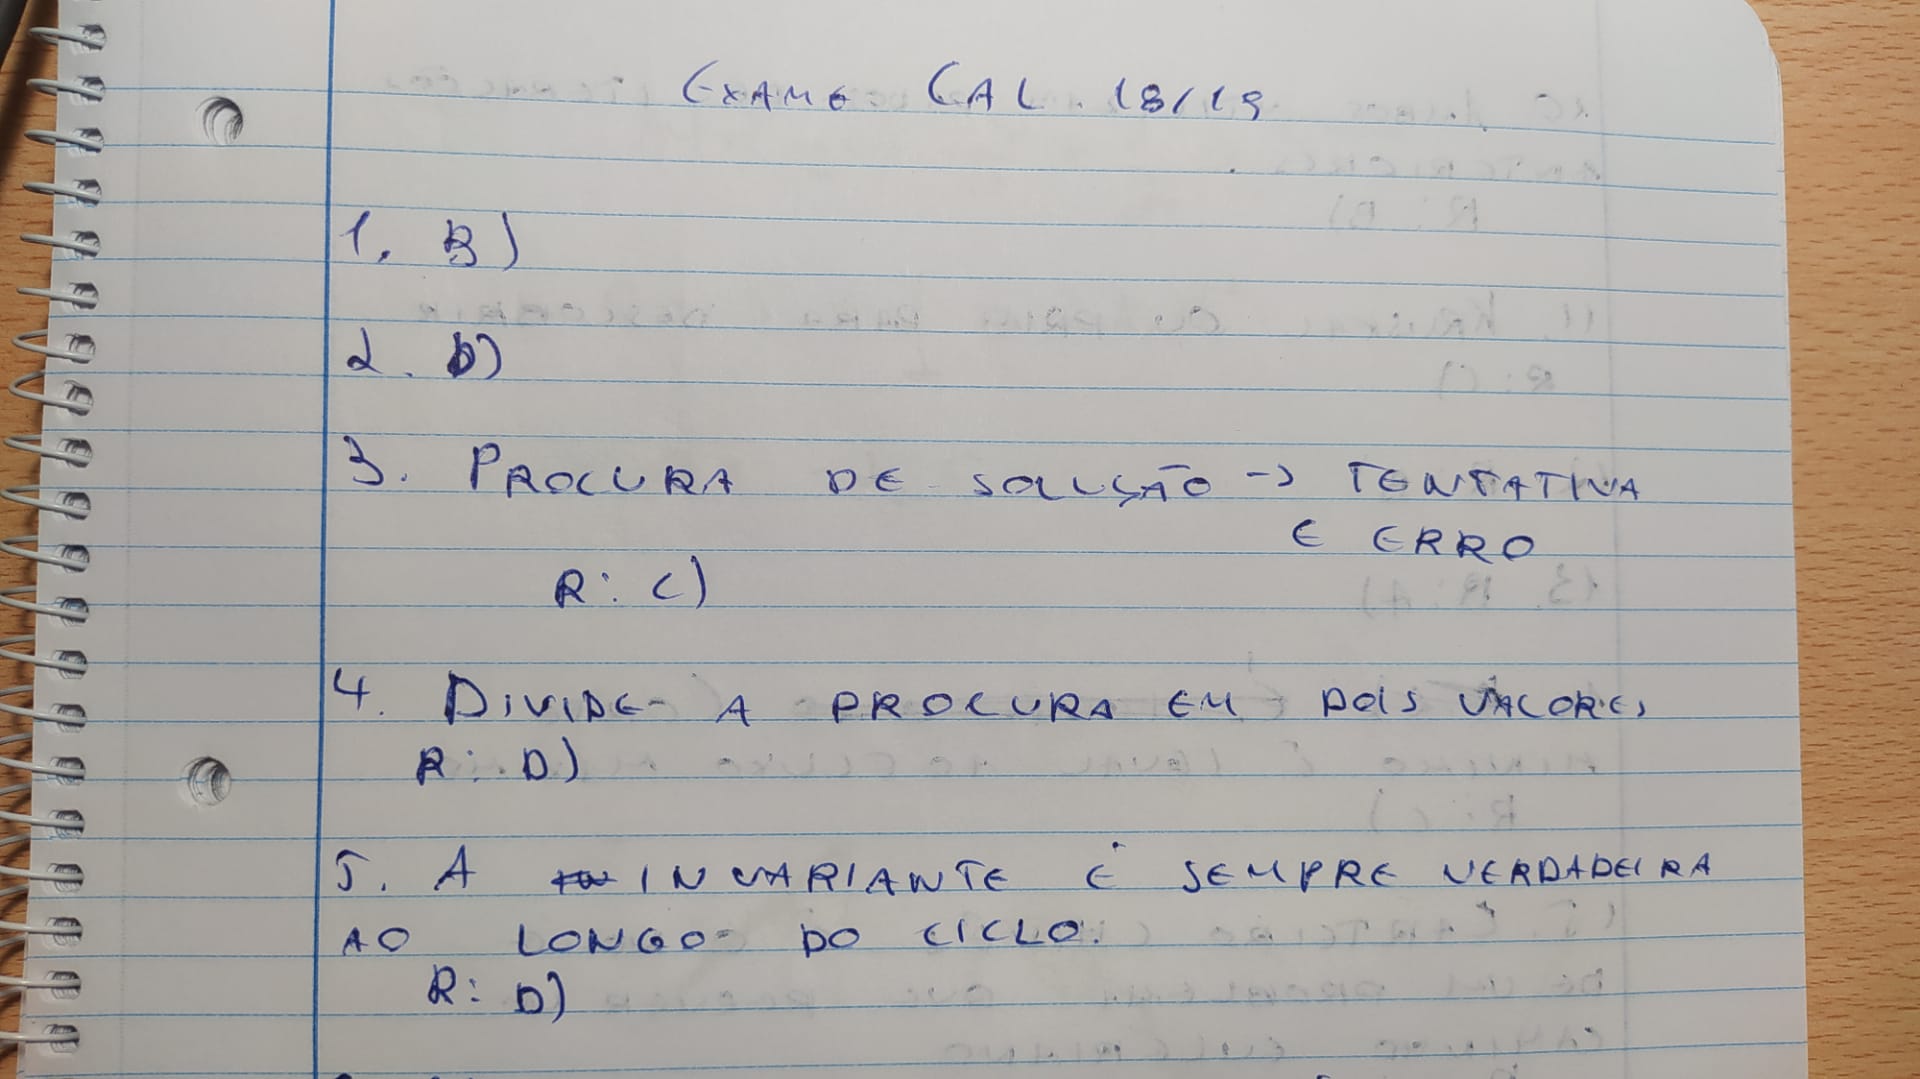 EXAME CAL 18/19
1. B)
2. D)
3. PROCURA DE SOLUÇÃO -> TENTATIVA
E ERRO
R: C)
4. DIVIDE A PROCURA EM DOIS VALORES
R: D)
5. A INVARIANTE É SEMPRE VERDADEIRA
AO LONGO DO CICLO.
R: D)